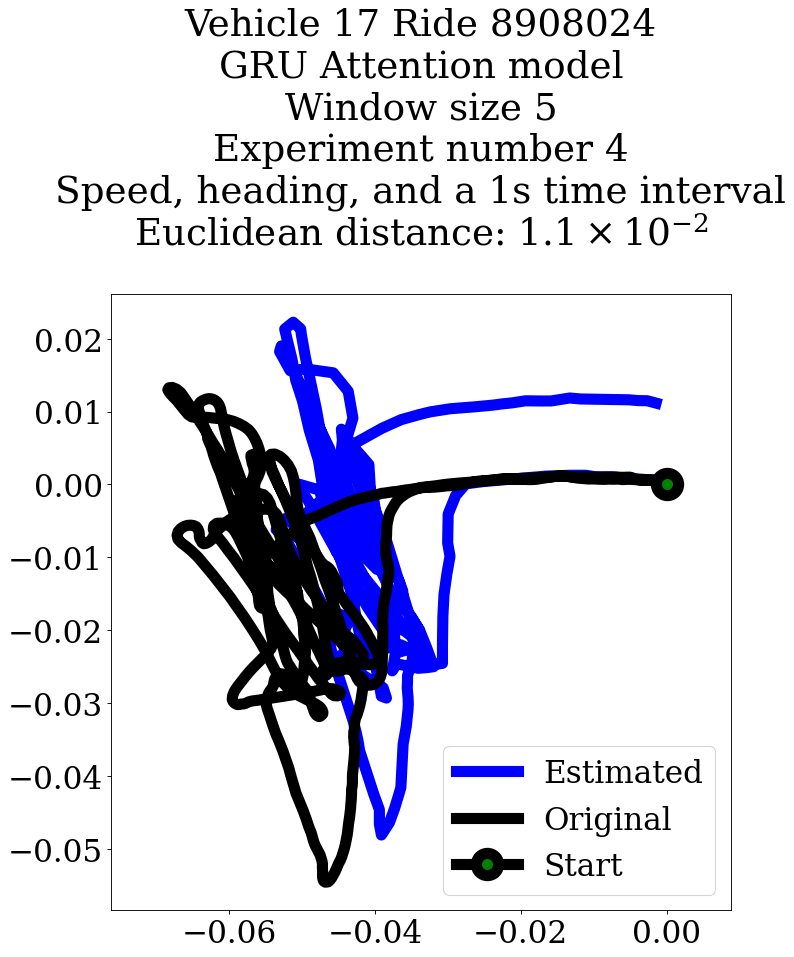 Vehicle 17 Ride 8908024
GRU Attention model
Window size 5
Experiment number 4
Speed, heading, and a 1s time interval
Euclidean distance: 1.1 × 10⁻²
0.02
0.01
0.00
−0.01
−0.02
−0.03
−0.04
−0.05
Estimated
Original
Start
−0.06
−0.04
−0.02
0.00